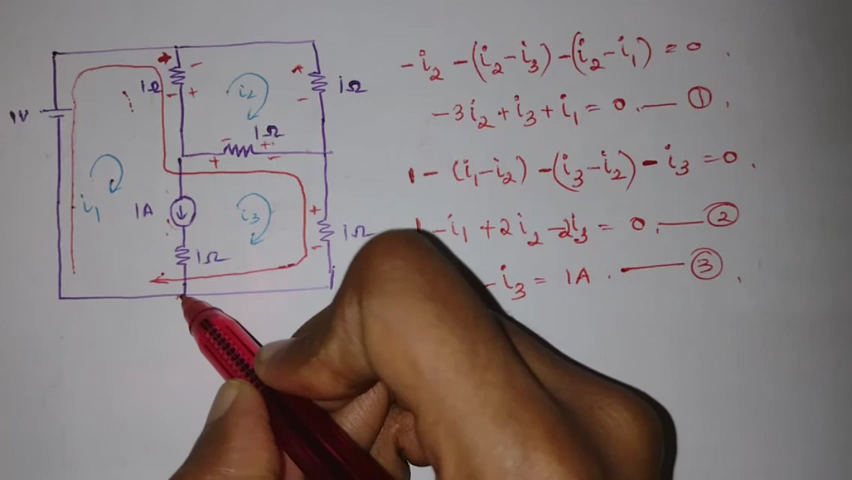 -i₂ -(i₂-i₃) -(i₂-i₁) = 0 .
-3i₂ + i₃ + i₁ = 0. — ① .
1 - (i₁-i₂) - (i₃-i₂) - i₃ = 0 .
1 - i₁ + 2i₂ - 2i₃ = 0. — ②
- i₃ = 1A . — ③ .
1V
1Ω
i₂
1Ω
1Ω
i₁
1A
i₃
1Ω
1Ω